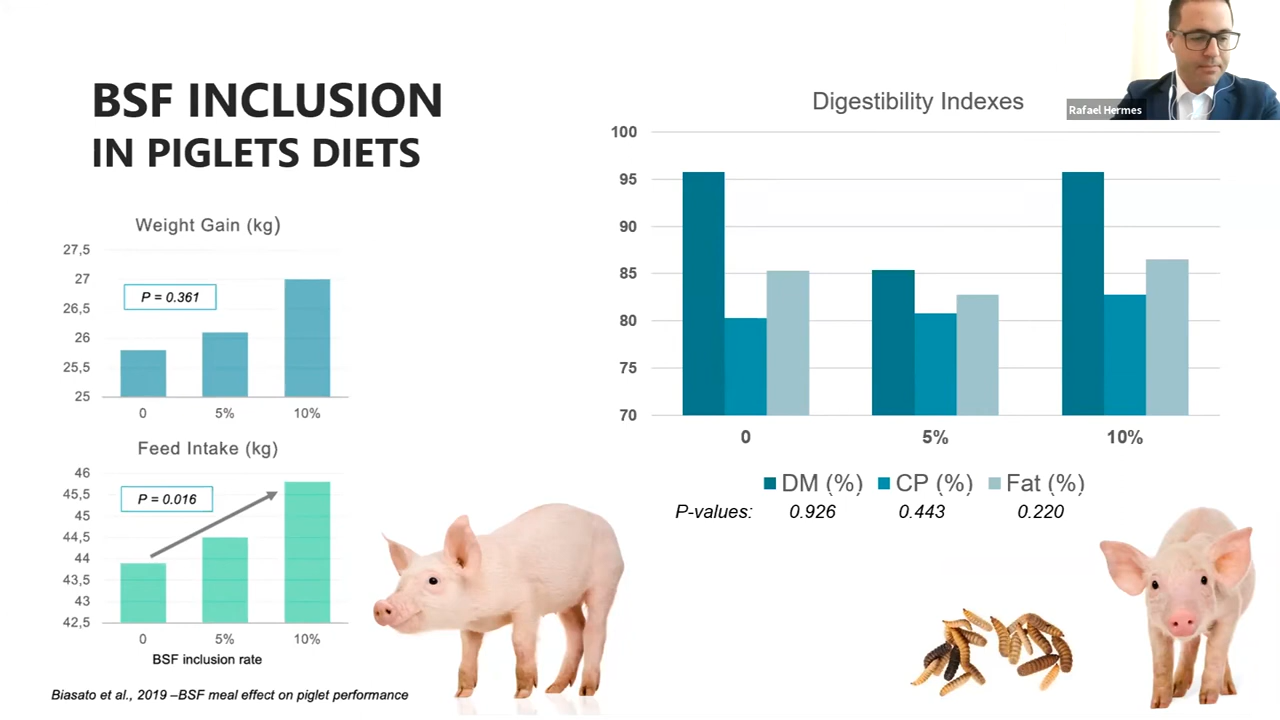 BSF INCLUSION
IN PIGLETS DIETS
Weight Gain (kg)
27,5
27
26,5
26
25,5
25
P = 0.361
0 5% 10%
Feed Intake (kg)
46
45,5
45
44,5
44
43,5
43
42,5
P = 0.016
0 5% 10%
BSF inclusion rate
Biasato et al., 2019 –BSF meal effect on piglet performance
Digestibility Indexes
100
95
90
85
80
75
70
0 5% 10%
DM (%) CP (%) Fat (%)
P-values: 0.926 0.443 0.220
Rafael Hermes